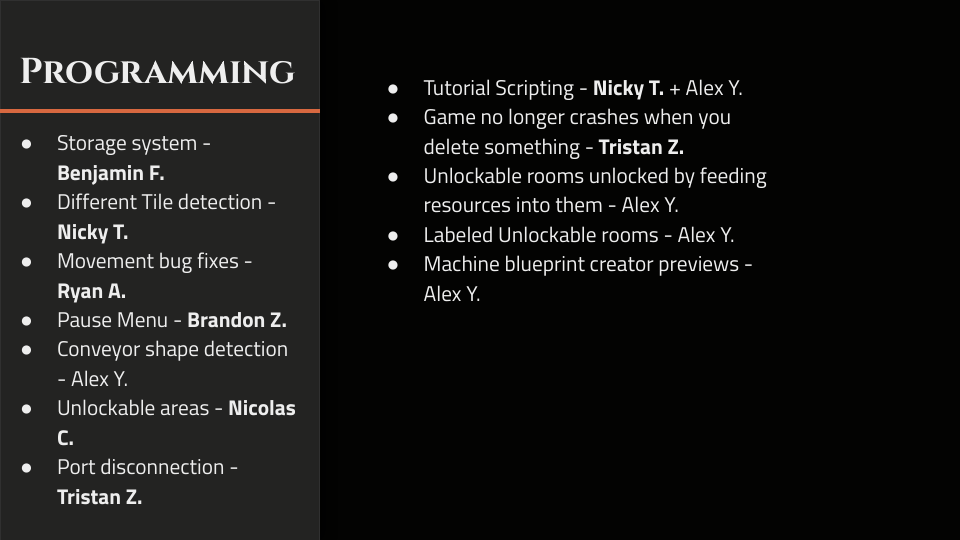 PROGRAMMING
● Storage system -
Benjamin F.
● Different Tile detection -
Nicky T.
● Movement bug fixes -
Ryan A.
● Pause Menu - Brandon Z.
● Conveyor shape detection
- Alex Y.
● Unlockable areas - Nicolas
C.
● Port disconnection -
Tristan Z.
● Tutorial Scripting - Nicky T. + Alex Y.
● Game no longer crashes when you
delete something - Tristan Z.
● Unlockable rooms unlocked by feeding
resources into them - Alex Y.
● Labeled Unlockable rooms - Alex Y.
● Machine blueprint creator previews -
Alex Y.